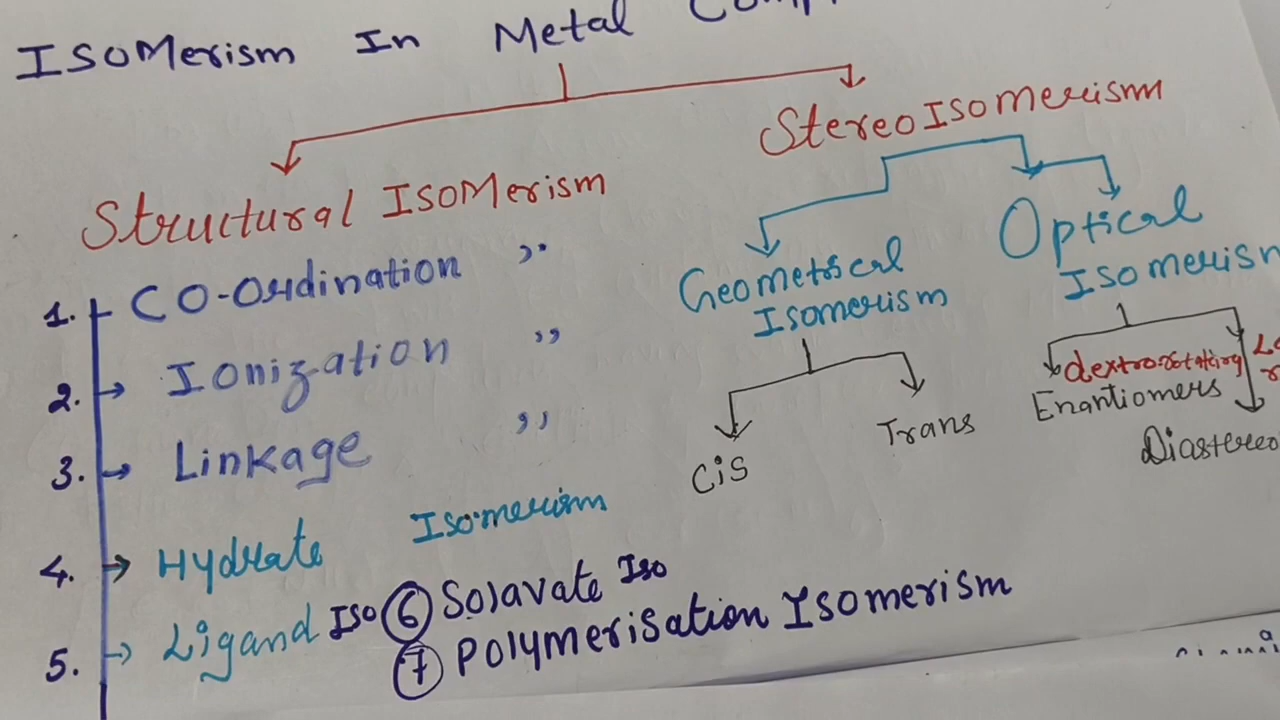 ISOMerism In Metal
Structural ISOMerism
1. CO-Ordination ,,
2. Ionization ,,
3. Linkage ,,
4. Hydrate Isomerism
5. Ligand Iso
6 Solavate Iso
7 Polymerisation Isomerism
StereoIsomerism
Geometrical
Isomerism
Cis
Trans
Optical
Isomerism
dextrorotating
Enantiomers
Diastereo